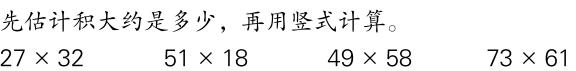 先估计积大约是多少，再用竖式计算。
27 × 32 51 × 18 49 × 58 73 × 61